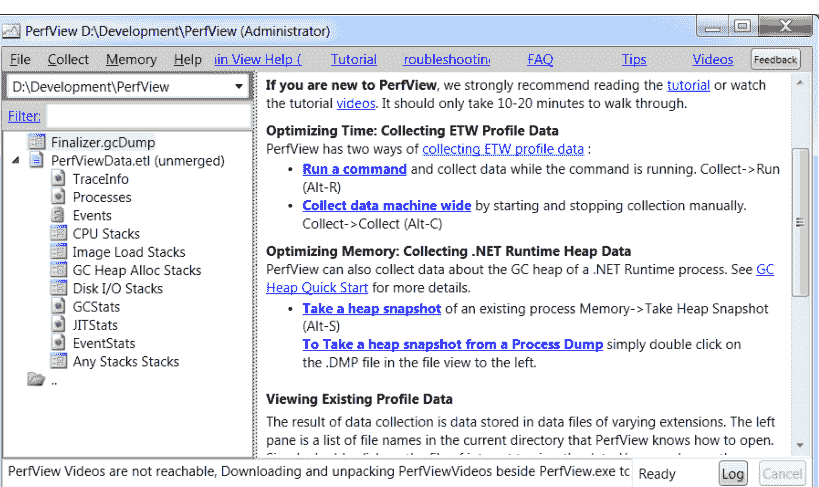 PerfView D:\Development\PerfView (Administrator)
File Collect Memory Help in View Help ( Tutorial roubleshootin FAQ Tips Videos Feedback
D:\Development\PerfView
Filter:
Finalizer.gcDump
PerfViewData.etl (unmerged)
TraceInfo
Processes
Events
CPU Stacks
Image Load Stacks
GC Heap Alloc Stacks
Disk I/O Stacks
GCStats
JITStats
EventStats
Any Stacks Stacks
..
If you are new to PerfView, we strongly recommend reading the tutorial or watch
the tutorial videos. It should only take 10-20 minutes to walk through.
Optimizing Time: Collecting ETW Profile Data
PerfView has two ways of collecting ETW profile data :
• Run a command and collect data while the command is running. Collect->Run
(Alt-R)
• Collect data machine wide by starting and stopping collection manually.
Collect->Collect (Alt-C)
Optimizing Memory: Collecting .NET Runtime Heap Data
PerfView can also collect data about the GC heap of a .NET Runtime process. See GC
Heap Quick Start for more details.
• Take a heap snapshot of an existing process Memory->Take Heap Snapshot
(Alt-S)
To Take a heap snapshot from a Process Dump simply double click on
the .DMP file in the file view to the left.
Viewing Existing Profile Data
The result of data collection is data stored in data files of varying extensions. The left
pane is a list of file names in the current directory that PerfView knows how to open.
PerfView Videos are not reachable, Downloading and unpacking PerfViewVideos beside PerfView.exe to
Ready Log Cancel